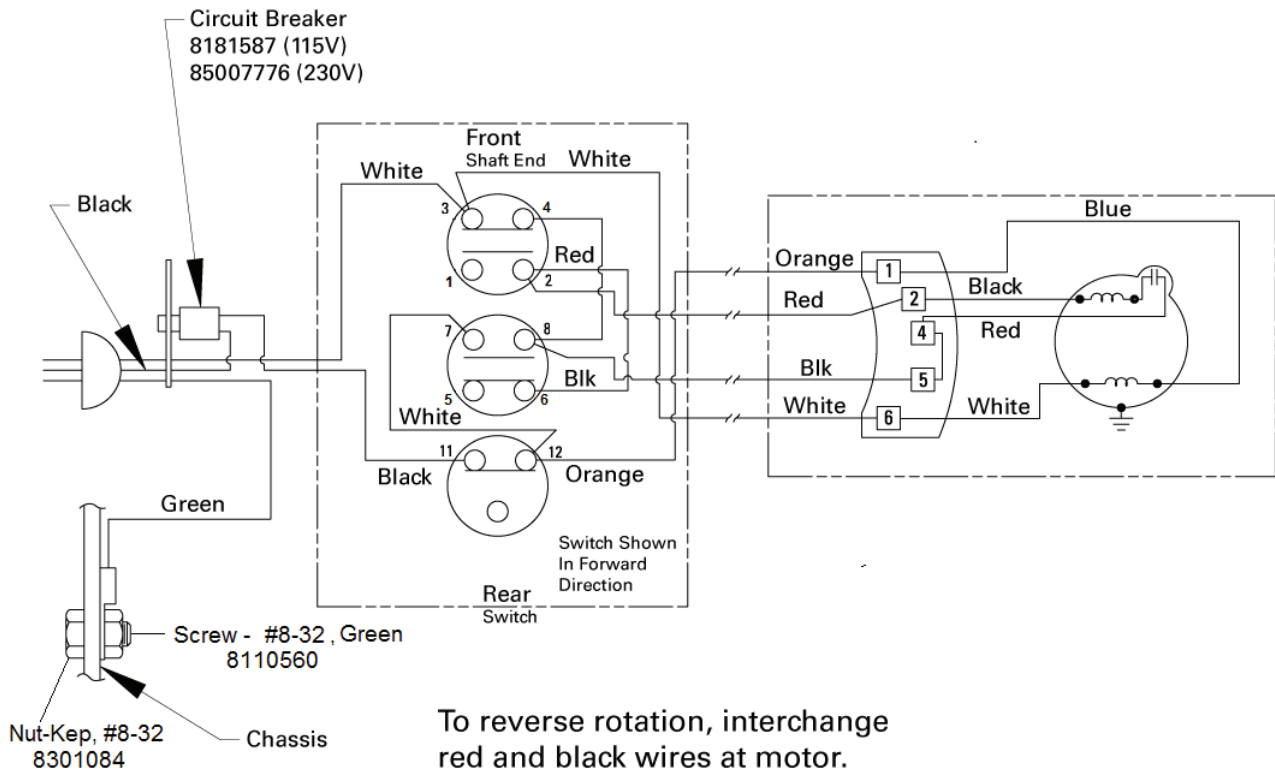 Circuit Breaker
8181587 (115V)
85007776 (230V)
Black
White
Front
Shaft End
White
3
4
Red
1
2
7
8
Blk
5
6
White
11
12
Black
Orange
Switch Shown
In Forward
Direction
Rear
Switch
Blue
Orange
1
Black
Red
2
4
Red
Blk
5
White
6
White
Green
Screw - #8-32 , Green
8110560
Nut-Kep, #8-32
8301084
Chassis
To reverse rotation, interchange
red and black wires at motor.